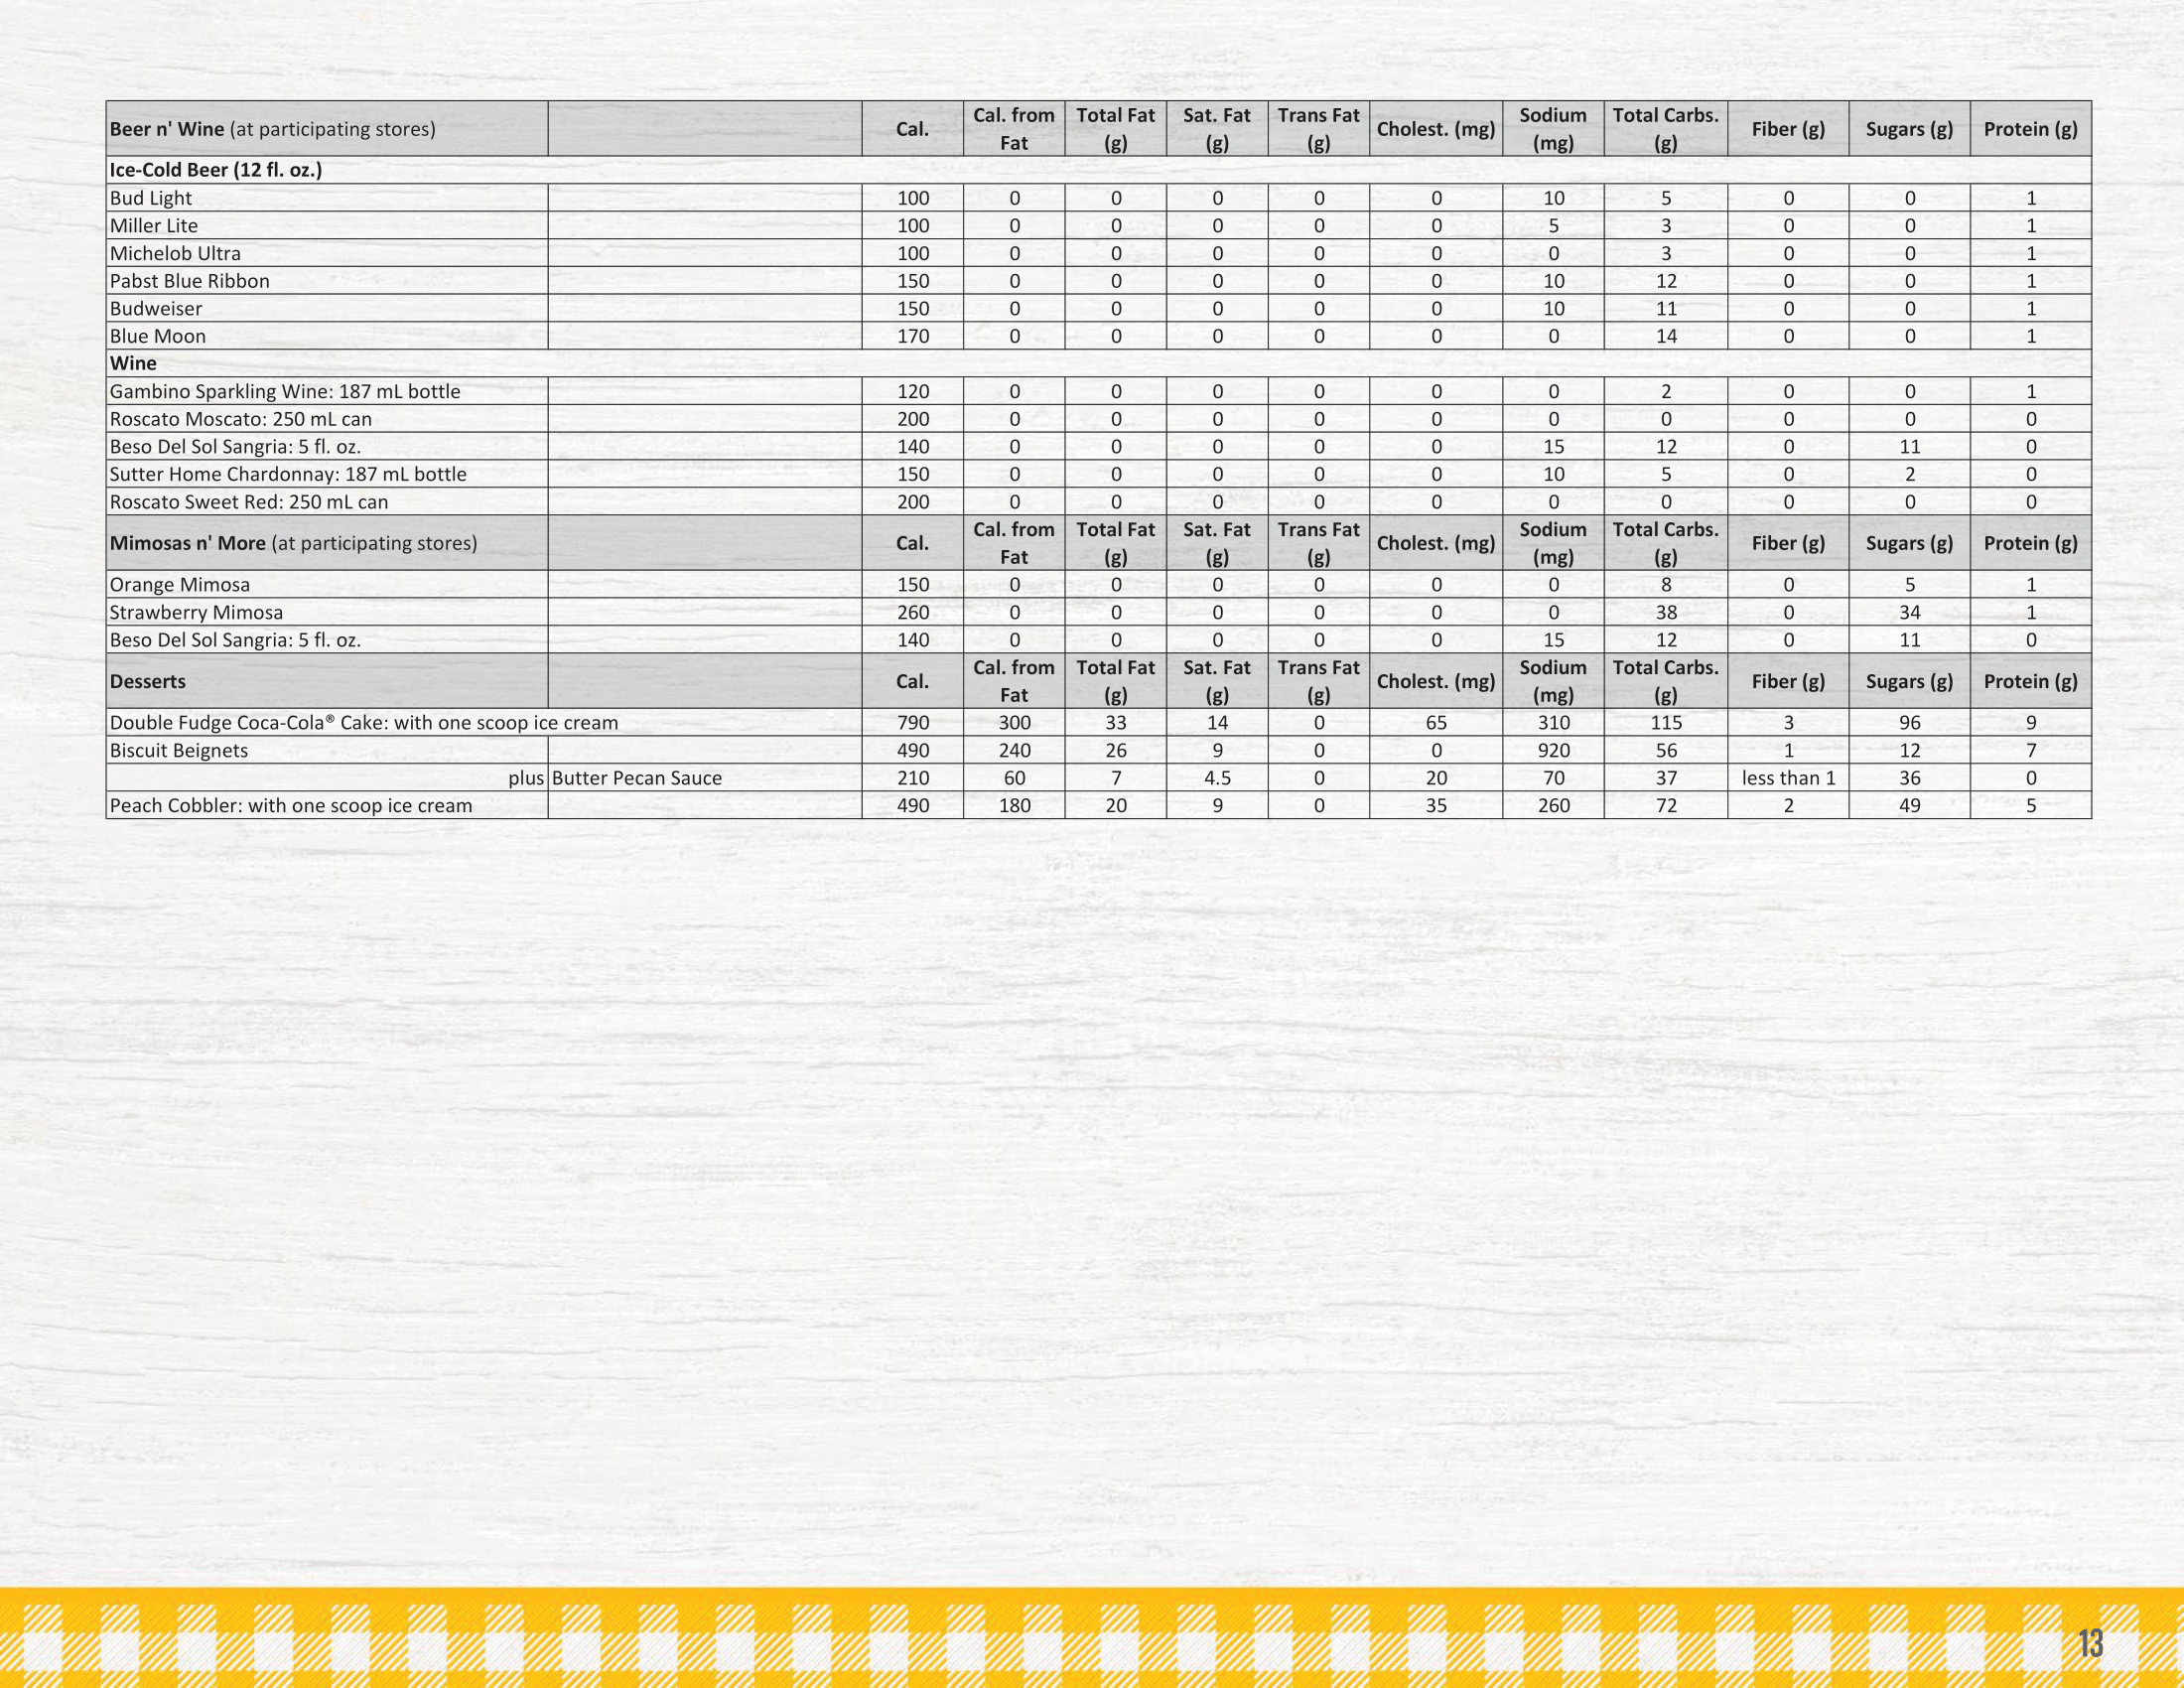 Beer n' Wine (at participating stores) Cal. Cal. from Fat Total Fat (g) Sat. Fat (g) Trans Fat (g) Cholest. (mg) Sodium (mg) Total Carbs. (g) Fiber (g) Sugars (g) Protein (g)
Ice-Cold Beer (12 fl. oz.)
Bud Light 100 0 0 0 0 0 10 5 0 0 1
Miller Lite 100 0 0 0 0 0 5 3 0 0 1
Michelob Ultra 100 0 0 0 0 0 0 3 0 0 1
Pabst Blue Ribbon 150 0 0 0 0 0 10 12 0 0 1
Budweiser 150 0 0 0 0 0 10 11 0 0 1
Blue Moon 170 0 0 0 0 0 0 14 0 0 1
Wine
Gambino Sparkling Wine: 187 mL bottle 120 0 0 0 0 0 0 2 0 0 1
Roscato Moscato: 250 mL can 200 0 0 0 0 0 0 0 0 0 0
Beso Del Sol Sangria: 5 fl. oz. 140 0 0 0 0 0 15 12 0 11 0
Sutter Home Chardonnay: 187 mL bottle 150 0 0 0 0 0 10 5 0 2 0
Roscato Sweet Red: 250 mL can 200 0 0 0 0 0 0 0 0 0 0
Mimosas n' More (at participating stores) Cal. Cal. from Fat Total Fat (g) Sat. Fat (g) Trans Fat (g) Cholest. (mg) Sodium (mg) Total Carbs. (g) Fiber (g) Sugars (g) Protein (g)
Orange Mimosa 150 0 0 0 0 0 0 8 0 5 1
Strawberry Mimosa 260 0 0 0 0 0 0 38 0 34 1
Beso Del Sol Sangria: 5 fl. oz. 140 0 0 0 0 0 15 12 0 11 0
Desserts Cal. Cal. from Fat Total Fat (g) Sat. Fat (g) Trans Fat (g) Cholest. (mg) Sodium (mg) Total Carbs. (g) Fiber (g) Sugars (g) Protein (g)
Double Fudge Coca-Cola® Cake: with one scoop ice cream 790 300 33 14 0 65 310 115 3 96 9
Biscuit Beignets 490 240 26 9 0 0 920 56 1 12 7
plus Butter Pecan Sauce 210 60 7 4.5 0 20 70 37 less than 1 36 0
Peach Cobbler: with one scoop ice cream 490 180 20 9 0 35 260 72 2 49 5
13